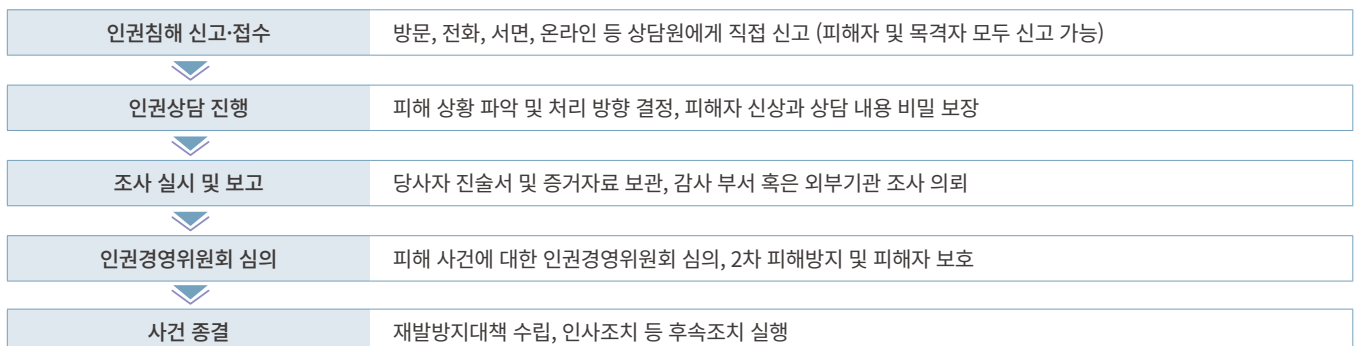 인권침해 신고·접수
방문, 전화, 서면, 온라인 등 상담원에게 직접 신고 (피해자 및 목격자 모두 신고 가능)
인권상담 진행
피해 상황 파악 및 처리 방향 결정, 피해자 신상과 상담 내용 비밀 보장
조사 실시 및 보고
당사자 진술서 및 증거자료 보관, 감사 부서 혹은 외부기관 조사 의뢰
인권경영위원회 심의
피해 사건에 대한 인권경영위원회 심의, 2차 피해방지 및 피해자 보호
사건 종결
재발방지대책 수립, 인사조치 등 후속조치 실행